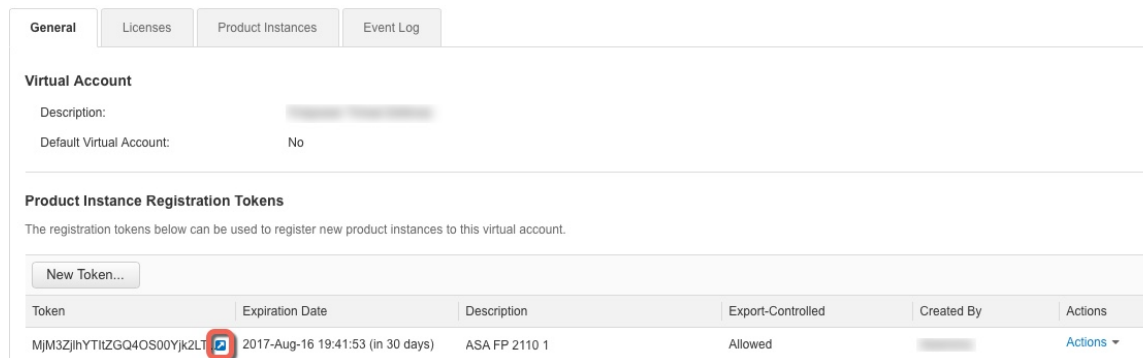 General Licenses Product Instances Event Log
Virtual Account
Description:
Default Virtual Account: No
Product Instance Registration Tokens
The registration tokens below can be used to register new product instances to this virtual account.
New Token...
Token Expiration Date Description Export-Controlled Created By Actions
MjM3ZjlhYTItZGQ4OS00Yjk2LT 2017-Aug-16 19:41:53 (in 30 days) ASA FP 2110 1 Allowed Actions